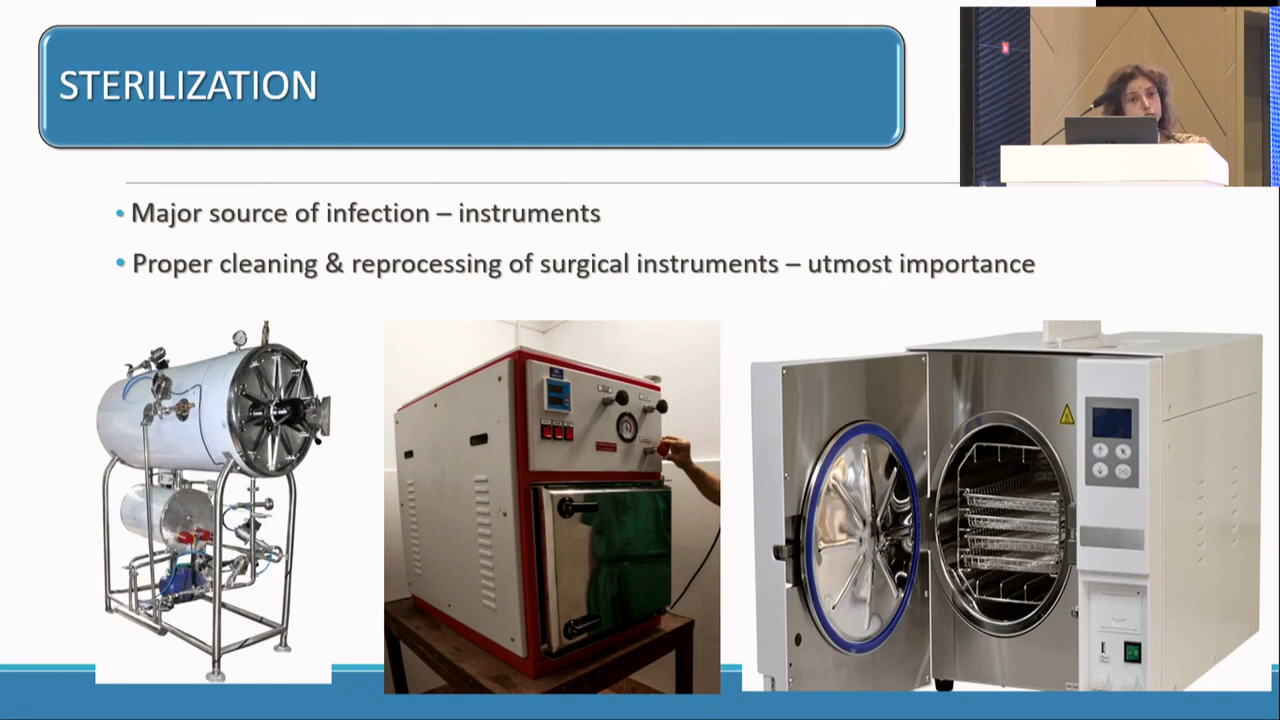 STERILIZATION
• Major source of infection – instruments
• Proper cleaning & reprocessing of surgical instruments – utmost importance